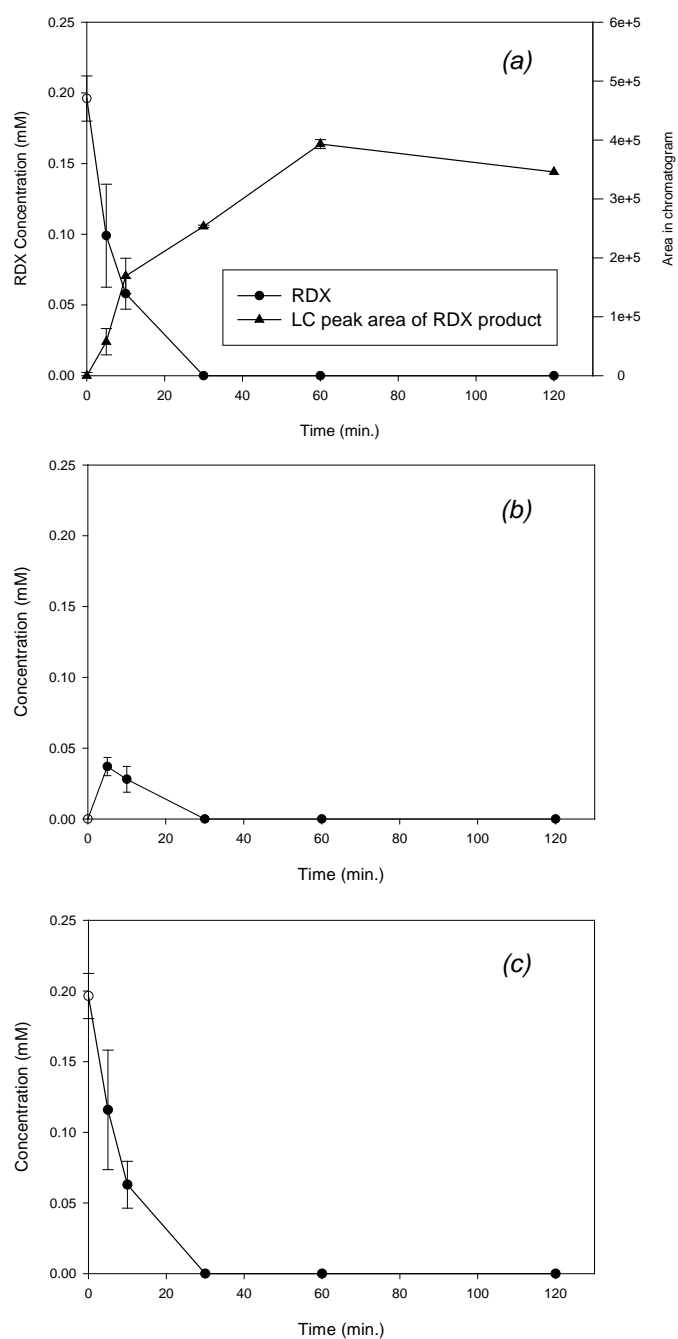 (a)
RDX Concentration (mM)
0.25
0.20
0.15
0.10
0.05
0.00
6e+5
5e+5
4e+5
3e+5
2e+5
1e+5
0
Area in chromatogram
RDX
LC peak area of RDX product
0 20 40 60 80 100 120
Time (min.)
(b)
Concentration (mM)
0.25
0.20
0.15
0.10
0.05
0.00
0 20 40 60 80 100 120
Time (min.)
(c)
Concentration (mM)
0.25
0.20
0.15
0.10
0.05
0.00
0 20 40 60 80 100 120
Time (min.)